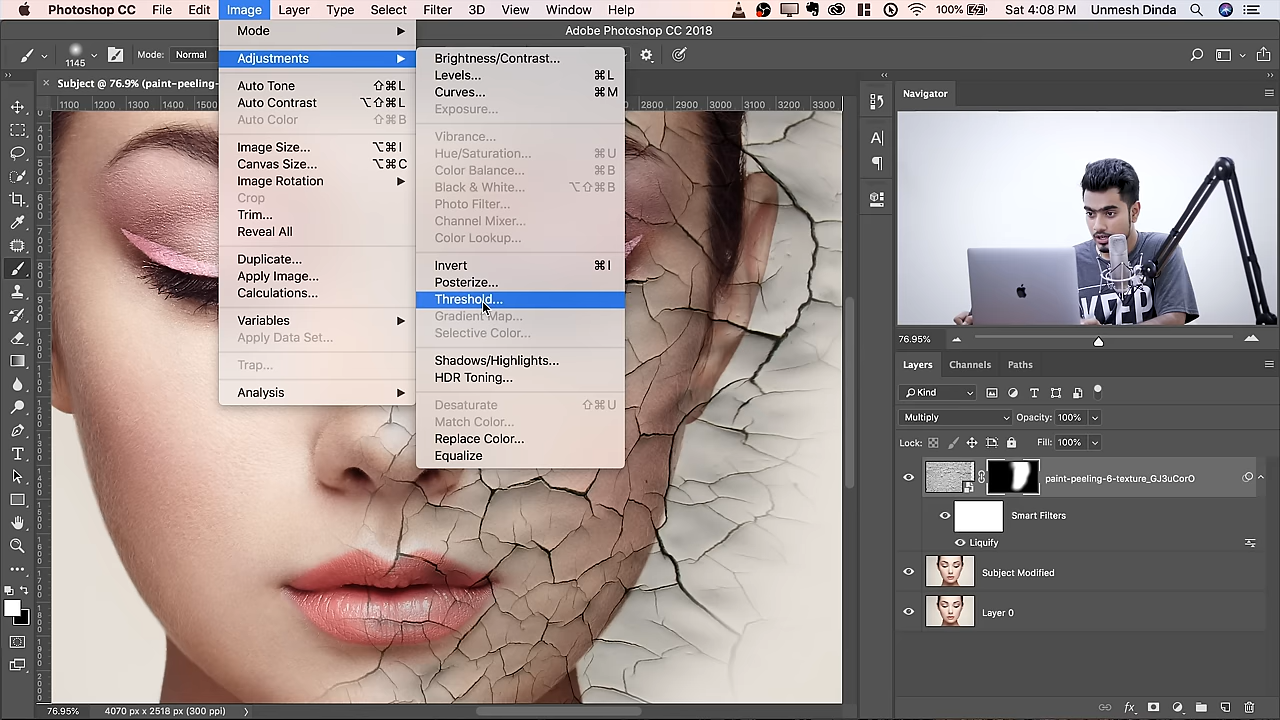 Photoshop CC File Edit Image Layer Type Select Filter 3D View Window Help 100% Sat 4:08 PM Unmesh Dinda
Adobe Photoshop CC 2018
1145 Mode: Normal
Subject @ 76.9% (paint-peeling-
1100 1200 1300 1400 1500 2800 2900 3000 3100 3200 3300
Mode
Adjustments
Auto Tone ⇧⌘L
Auto Contrast ⌥⇧⌘L
Auto Color ⇧⌘B
Image Size... ⌥⌘I
Canvas Size... ⌥⌘C
Image Rotation
Crop
Trim...
Reveal All
Duplicate...
Apply Image...
Calculations...
Variables
Apply Data Set...
Trap...
Analysis
Brightness/Contrast...
Levels... ⌘L
Curves... ⌘M
Exposure...
Vibrance...
Hue/Saturation... ⌘U
Color Balance... ⌘B
Black & White... ⌥⇧⌘B
Photo Filter...
Channel Mixer...
Color Lookup...
Invert ⌘I
Posterize...
Threshold...
Gradient Map...
Selective Color...
Shadows/Highlights...
HDR Toning...
Desaturate ⇧⌘U
Match Color...
Replace Color...
Equalize
Navigator
76.95%
Layers Channels Paths
Kind
Multiply Opacity: 100%
Lock: Fill: 100%
paint-peeling-6-texture_GJ3uCorO
Smart Filters
Liquify
Subject Modified
Layer 0
76.95% 4070 px x 2518 px (300 ppi)